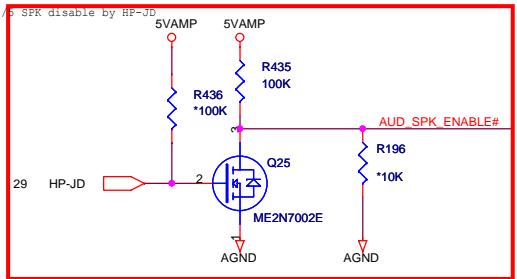 /5 SPK disable by HP-JD
5VAMP 5VAMP
R436
*100K
R435
100K
AUD_SPK_ENABLE#
3
R196
*10K
Q25
29 HP-JD
2
ME2N7002E
1
AGND AGND